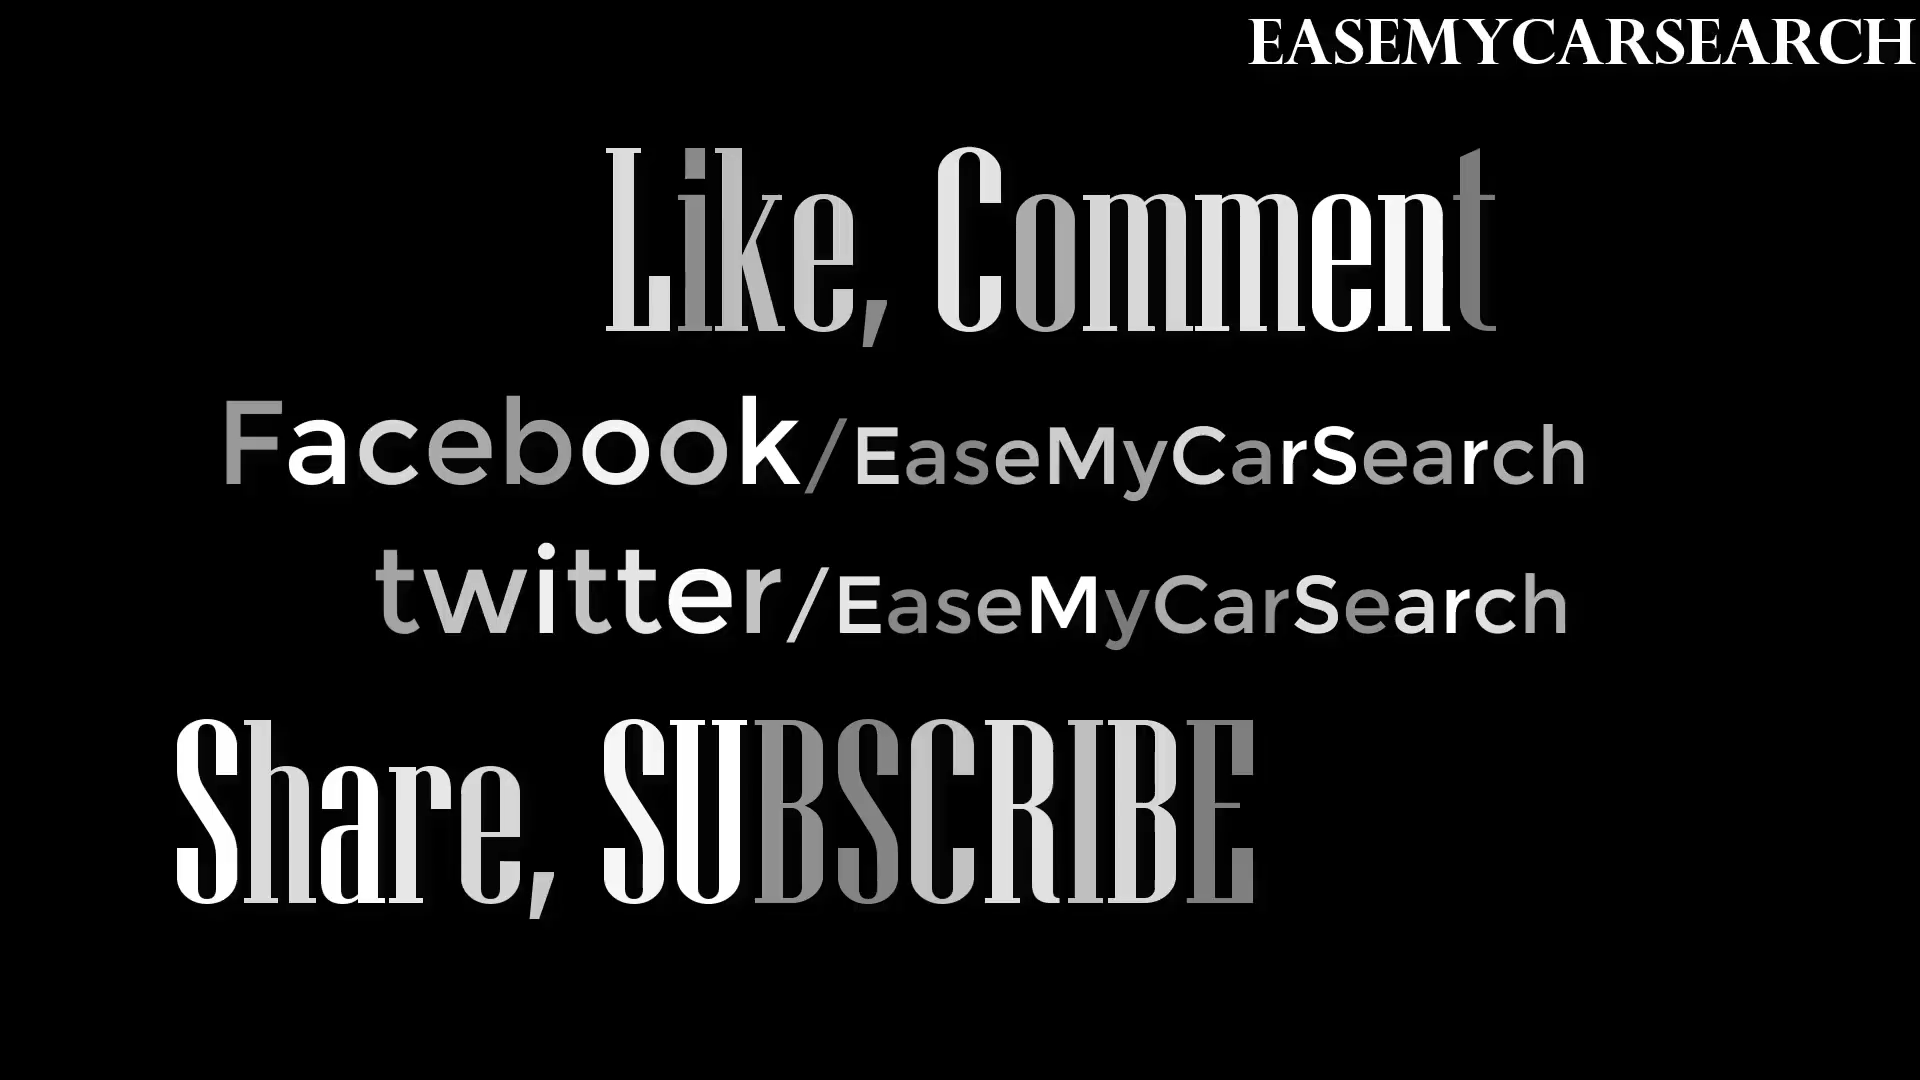 EASEMYCARSEARCH
Like, Comment
Facebook/EaseMyCarSearch
twitter/EaseMyCarSearch
Share, SUBSCRIBE